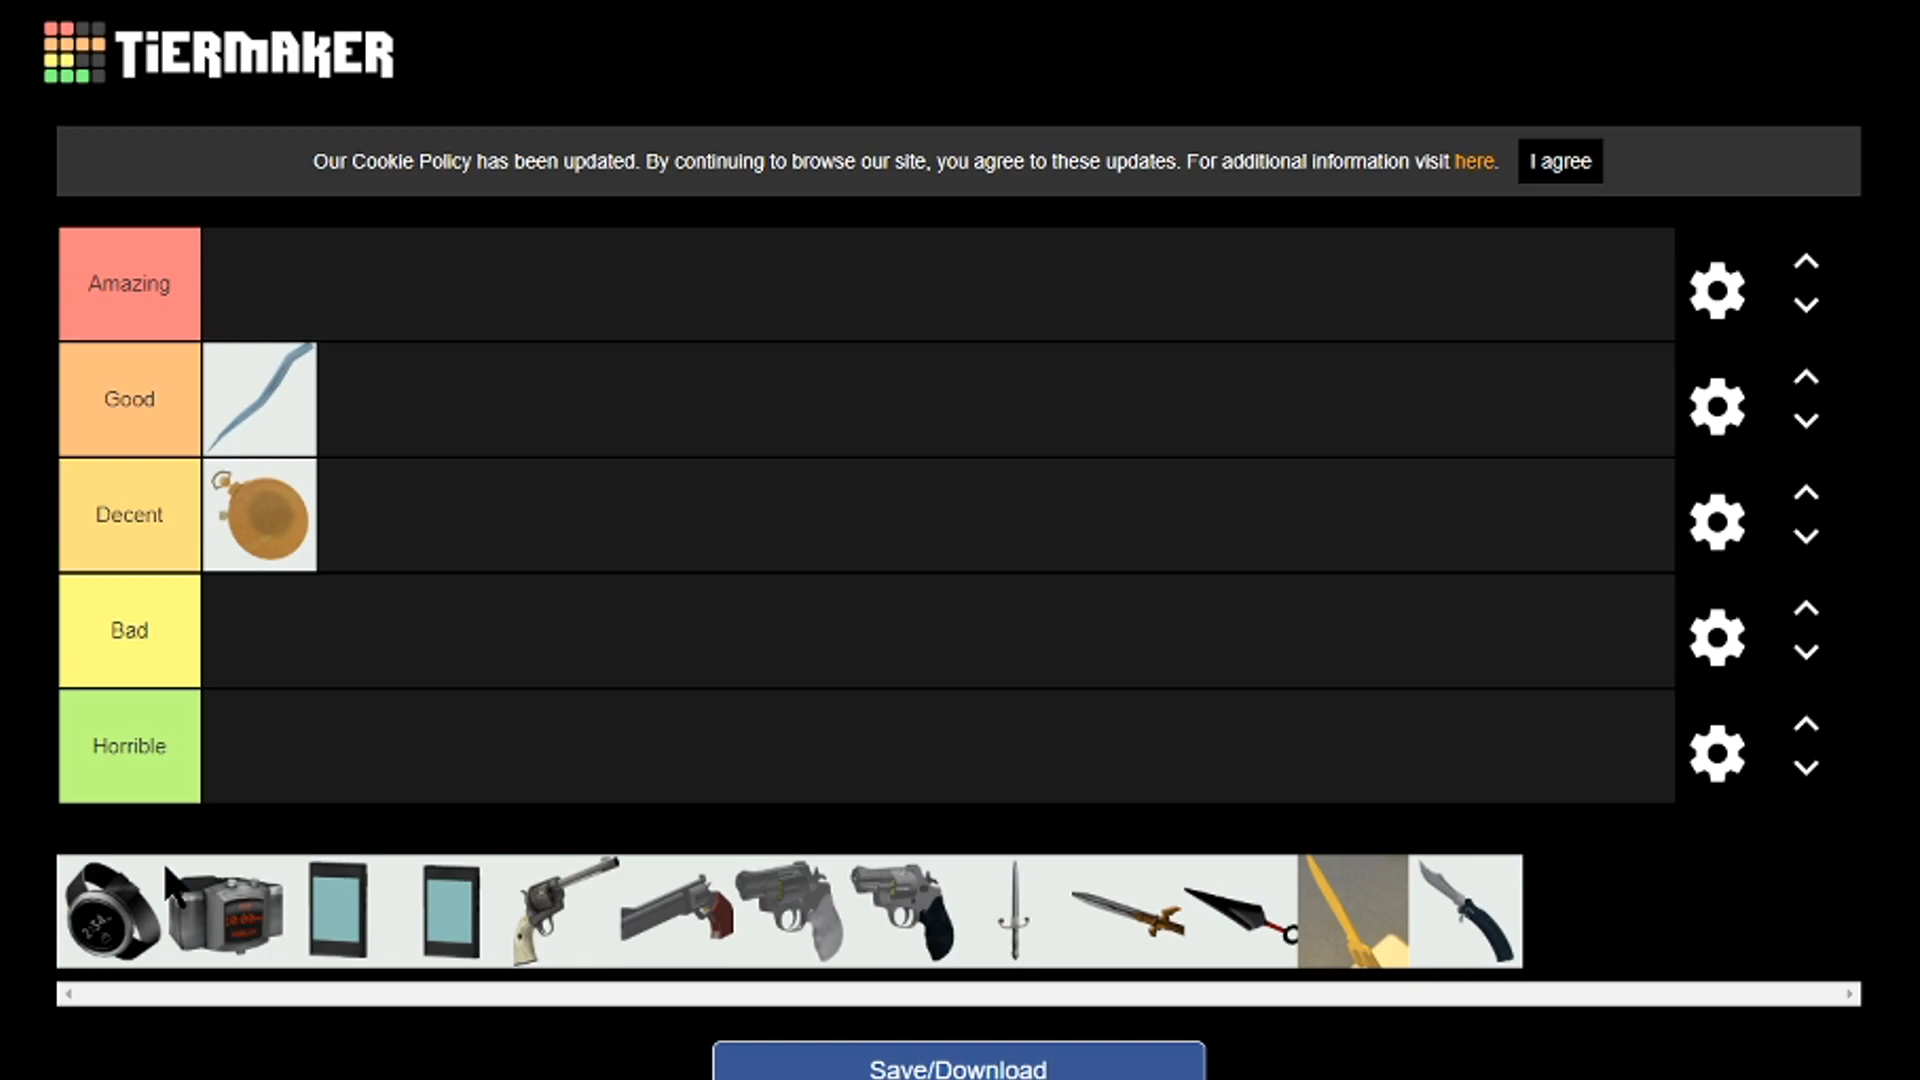 TiERMAKER
Our Cookie Policy has been updated. By continuing to browse our site, you agree to these updates. For additional information visit here. I agree
Amazing
Good
Decent
Bad
Horrible
Save/Download